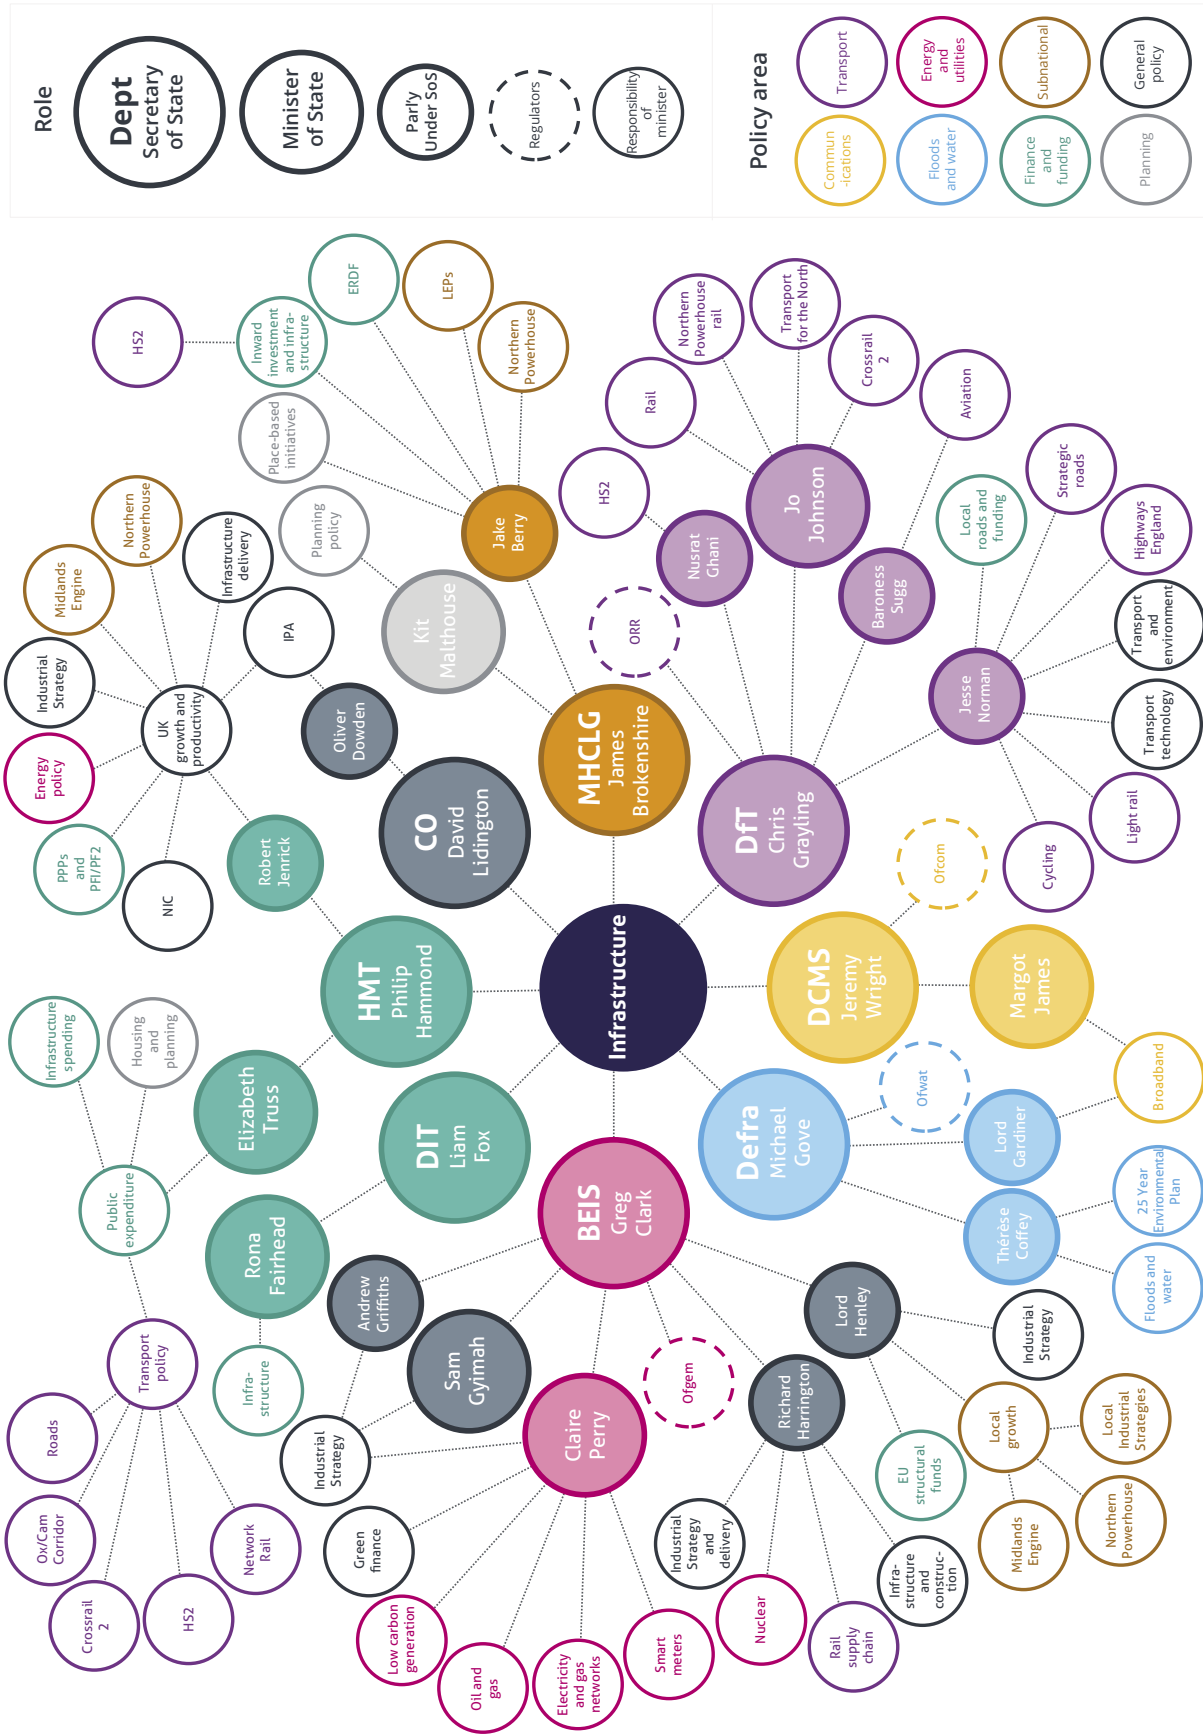 Role
Dept
Secretary
of State
Minister
of State
Parl'y
Under SoS
Regulators
Responsibility
of
minister
Policy area
Commun
-ications
Transport
Floods
and water
Energy
and
utilities
Finance
and
funding
Subnational
Planning
General
policy
Infrastructure
HMT
Philip
Hammond
Elizabeth
Truss
Public
expenditure
Infrastructure
spending
Housing
and
planning
Transport
policy
Roads
Ox/Cam
Corridor
Crossrail
2
HS2
Network
Rail
Robert
Jenrick
UK
growth and
productivity
NIC
PPPs
and
PFI/PF2
Energy
policy
Industrial
Strategy
Midlands
Engine
Northern
Powerhouse
Infrastructure
delivery
IPA
CO
David
Lidington
Oliver
Dowden
MHCLG
James
Brokenshire
Kit
Malthouse
Planning
policy
Jake
Berry
Place-based
initiatives
Inward
investment
and infra-
structure
HS2
ERDF
LEPs
Northern
Powerhouse
DfT
Chris
Grayling
ORR
Nusrat
Ghani
HS2
Jo
Johnson
Rail
Northern
Powerhouse
rail
Transport
for the North
Crossrail
2
Baroness
Sugg
Aviation
Jesse
Norman
Local
roads and
funding
Strategic
roads
Highways
England
Transport
and
environment
Transport
technology
Light rail
Cycling
DCMS
Jeremy
Wright
Ofcom
Margot
James
Broadband
Defra
Michael
Gove
Ofwat
Lord
Gardiner
Thérèse
Coffey
25 Year
Environmental
Plan
Floods and
water
BEIS
Greg
Clark
Lord
Henley
Industrial
Strategy
Local
growth
Local
Industrial
Strategies
Northern
Powerhouse
Midlands
Engine
EU
structural
funds
Richard
Harrington
Infra-
structure
and
construc-
tion
Rail
supply
chain
Nuclear
Industrial
Strategy
and
delivery
Ofgem
Claire
Perry
Smart
meters
Electricity
and gas
networks
Oil and
gas
Low carbon
generation
Green
finance
Industrial
Strategy
Sam
Gyimah
Andrew
Griffiths
DIT
Liam
Fox
Rona
Fairhead
Infra-
structure